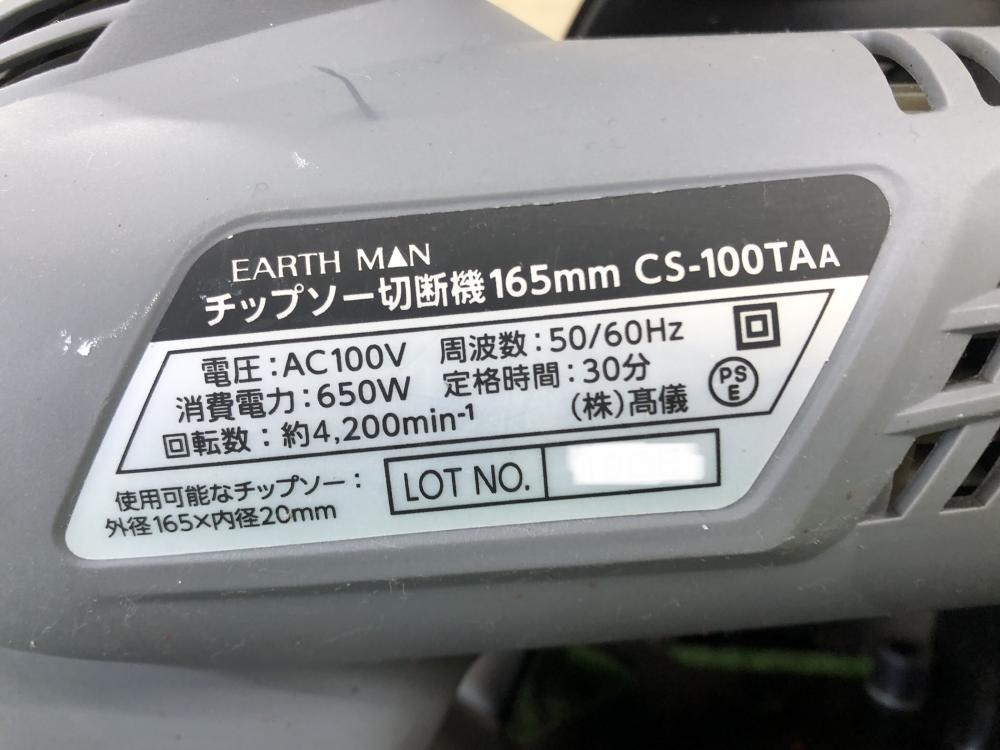 EARTH MAN
チップソー切断機165mm CS-100TAA
電圧：AC100V 周波数：50/60Hz
消費電力：650W 定格時間：30分
回転数：約4,200min⁻¹ （株）髙儀
PS
E
使用可能なチップソー：
外径165×内径20mm
LOT NO.